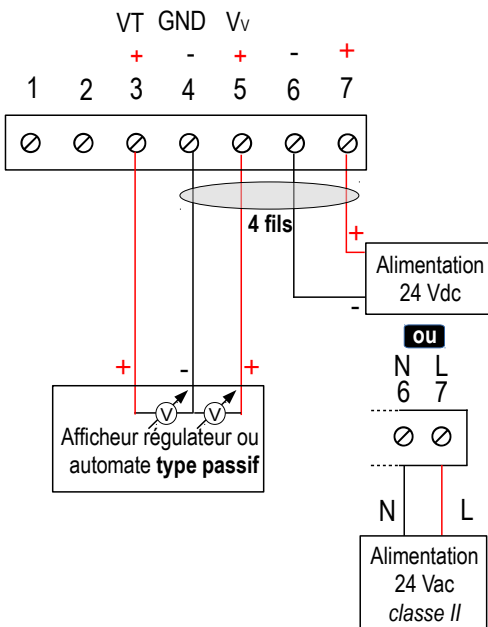 VT GND Vv
+ - + - +
1 2 3 4 5 6 7
4 fils
+
Alimentation
24 Vdc
-
ou
N L
6 7
+ - +
V V
Afficheur régulateur ou
automate type passif
N L
Alimentation
24 Vac
classe II